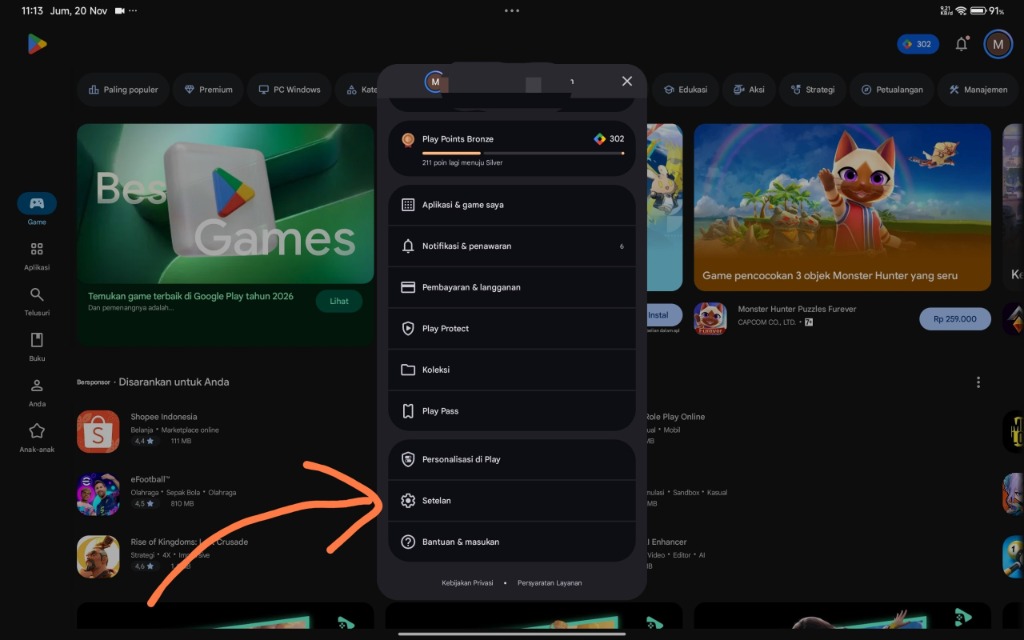 11:13 Jum, 20 Nov
9,21 KB/d
91%
302
M
Paling populer
Premium
PC Windows
Kate
Edukasi
Aksi
Strategi
Petualangan
Manajemen
M
Play Points Bronze
302
211 poin lagi menuju Silver
Aplikasi & game saya
Notifikasi & penawaran
6
Pembayaran & langganan
Play Protect
Koleksi
Play Pass
Personalisasi di Play
Setelan
Bantuan & masukan
Kebijakan Privasi • Persyaratan Layanan
Game
Aplikasi
Telusuri
Buku
Anda
Anak-anak
Bes
Games
Temukan game terbaik di Google Play tahun 2026
Dan pemenangnya adalah...
Lihat
Game pencocokan 3 objek Monster Hunter yang seru
Instal
Monster Hunter Puzzles Furever
CAPCOM CO., LTD. • 7+
Rp 259.000
Bersponsor · Disarankan untuk Anda
Shopee Indonesia
Belanja • Marketplace online
4,4 ★ 111 MB
eFootball™
Olahraga • Sepak Bola • Olahraga
4,5 ★ 810 MB
Rise of Kingdoms: Crusade
Strategi • 4X
4,6 ★
Role Play Online
Mobil
MB
Sandbox • Kasual
MB
Enhancer
Video • Editor • AI